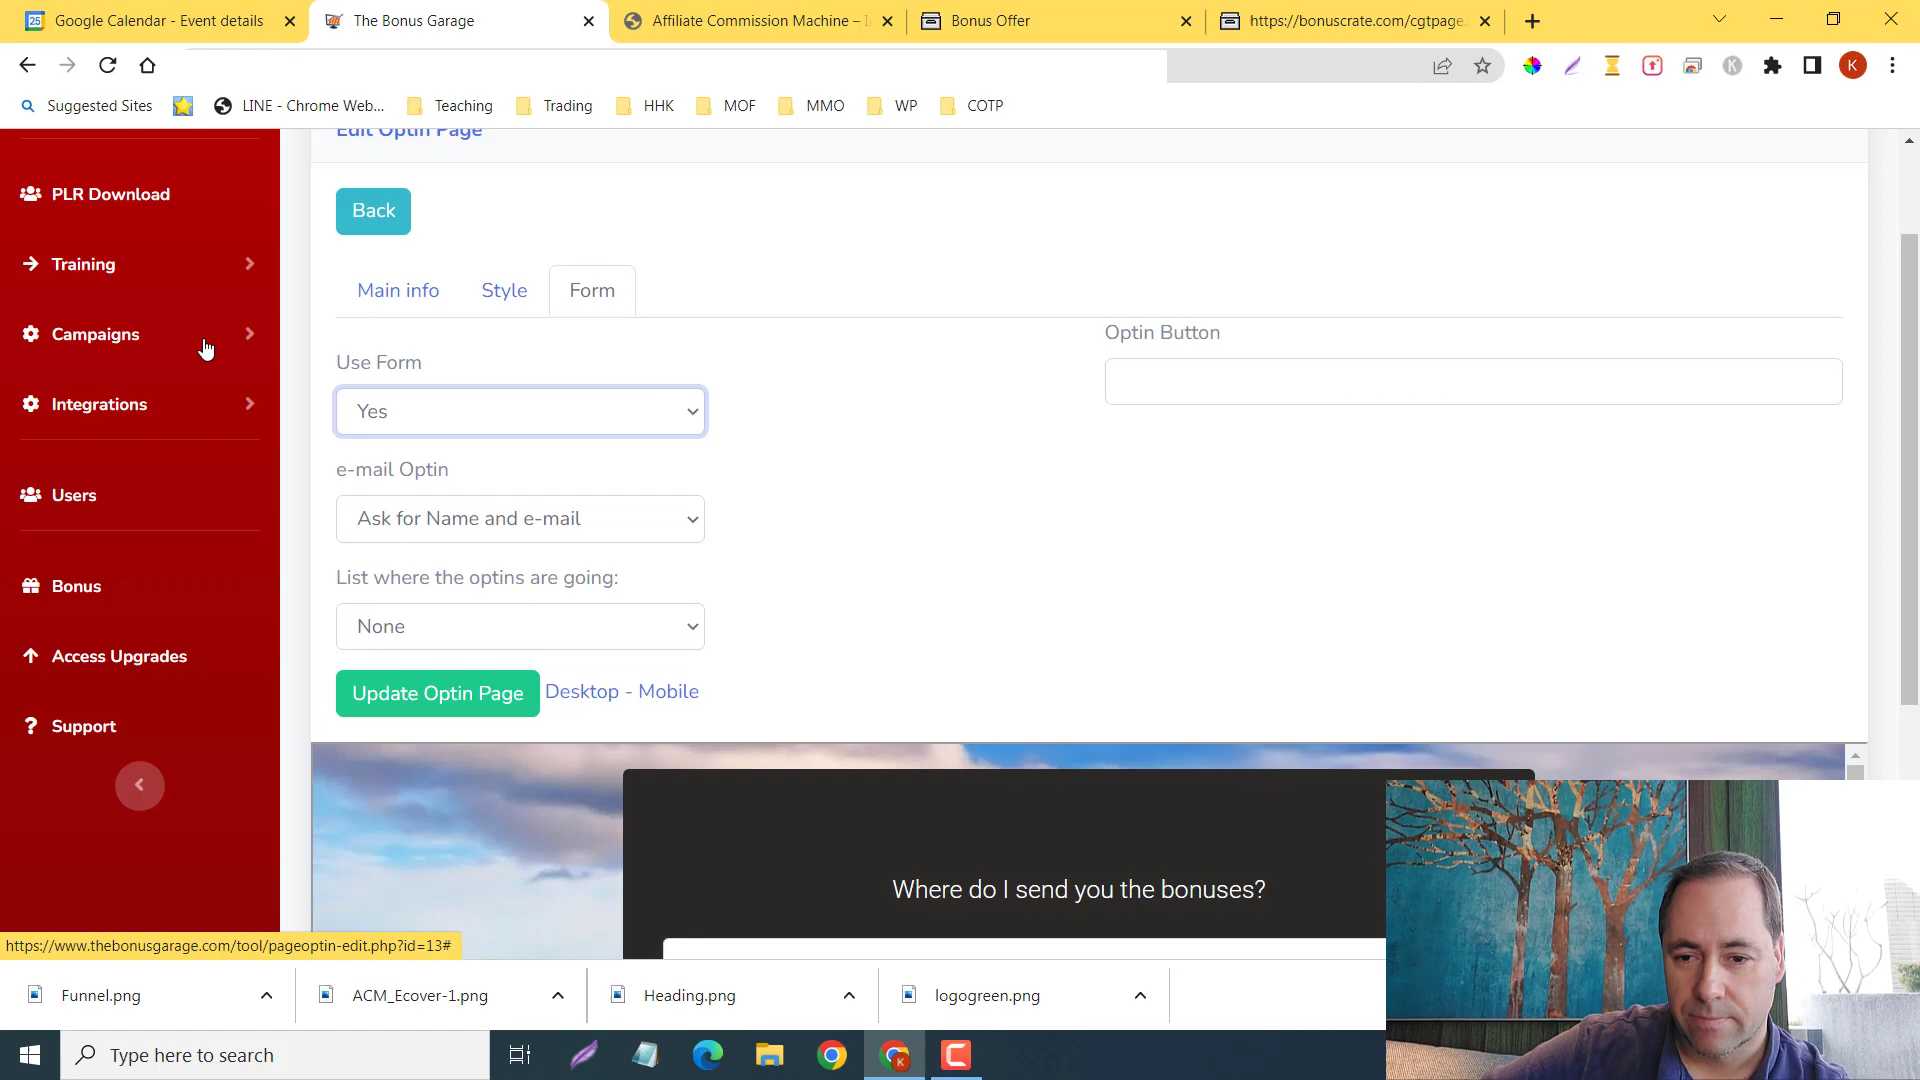 Google Calendar - Event details
The Bonus Garage
Affiliate Commission Machine –
Bonus Offer
https://bonuscrate.com/cgtpage.
K
K
Suggested Sites
LINE - Chrome Web...
Teaching
Trading
HHK
MOF
MMO
WP
COTP
Edit Optin Page
PLR Download
Training
Campaigns
Integrations
Users
Bonus
Access Upgrades
Support
Back
Main info
Style
Form
Use Form
Yes
e-mail Optin
Ask for Name and e-mail
List where the optins are going:
None
Update Optin Page
Desktop - Mobile
Optin Button
Where do I send you the bonuses?
https://www.thebonusgarage.com/tool/pageoptin-edit.php?id=13#
Funnel.png
ACM_Ecover-1.png
Heading.png
logogreen.png
Type here to search